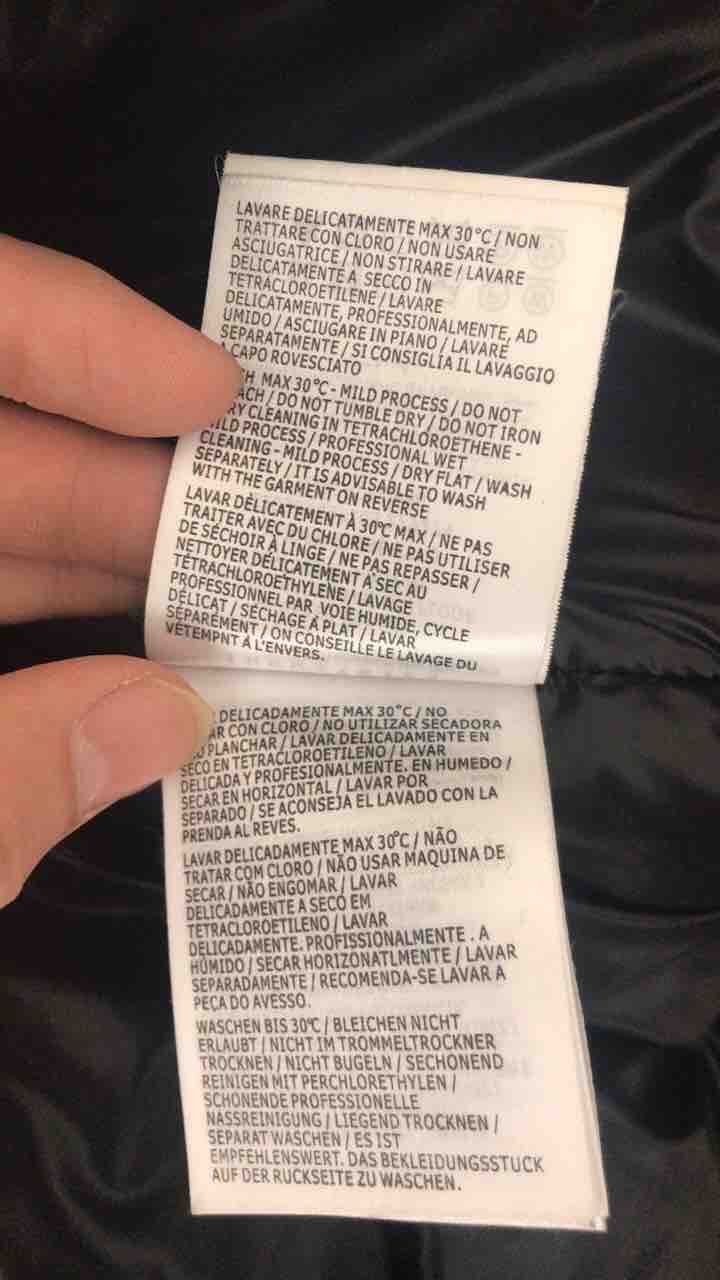 LAVARE DELICATAMENTE MAX 30°C / NON
TRATTARE CON CLORO / NON USARE
ASCIUGATRICE / NON STIRARE / LAVARE
DELICATAMENTE A SECCO IN
TETRACLOROETILENE / LAVARE
DELICATAMENTE, PROFESSIONALMENTE, AD
UMIDO / ASCIUGARE IN PIANO / LAVARE
SEPARATAMENTE / SI CONSIGLIA IL LAVAGGIO
A CAPO ROVESCIATO
MAX 30°C - MILD PROCESS / DO NOT
/ DO NOT TUMBLE DRY / DO NOT IRON
CLEANING IN TETRACHLOROETHENE -
PROCESS / PROFESSIONAL WET
CLEANING - MILD PROCESS / DRY FLAT / WASH
SEPARATELY / IT IS ADVISABLE TO WASH
WITH THE GARMENT ON REVERSE
LAVAR DÈLICATEMENT À 30°C MAX / NE PAS
TRAITER AVEC DU CHLORE / NE PAS UTILISER
DE SÉCHOIR À LINGE / NE PAS REPASSER /
NETTOYER DÉLICATEMENT À SEC AU
TÉTRACHLOROETHYLÈNE / LAVAGE
PROFESSIONNEL PAR VOIE HUMIDE, CYCLE
DÉLICAT / SÉCHAGE À PLAT / LAVAR
SÉPARÉMENT / ON CONSEILLE LE LAVAGE DU
VÉTEMPNT À L'ENVERS.
DELICADAMENTE MAX 30°C / NO
CON CLORO / NO UTILIZAR SECADORA
PLANCHAR / LAVAR DELICADAMENTE EN
SECO EN TETRACLOROETILENO / LAVAR
DELICADA Y PROFESIONALMENTE. EN HUMEDO /
SECAR EN HORIZONTAL / LAVAR POR
SEPARADO / SE ACONSEJA EL LAVADO CON LA
PRENDA AL REVES.
LAVAR DELICADAMENTE MAX 30°C / NÃO
TRATAR COM CLORO / NÃO USAR MAQUINA DE
SECAR / NÃO ENGOMAR / LAVAR
DELICADAMENTE A SECO EM
TETRACLOROETILENO / LAVAR
DELICADAMENTE. PROFISSIONALMENTE . A
HÚMIDO / SECAR HORIZONATLMENTE / LAVAR
SEPARADAMENTE / RECOMENDA-SE LAVAR A
PEÇA DO AVESSO.
WASCHEN BIS 30°C / BLEICHEN NICHT
ERLAUBT / NICHT IM TROMMELTROCKNER
TROCKNEN / NICHT BUGELN / SECHONEND
REINIGEN MIT PERCHLORETHYLEN /
SCHONENDE PROFESSIONELLE
NASSREINIGUNG / LIEGEND TROCKNEN /
SEPARAT WASCHEN / ES IST
EMPFEHLENSWERT. DAS BEKLEIDUNGSSTUCK
AUF DER RUCKSEITE ZU WASCHEN.